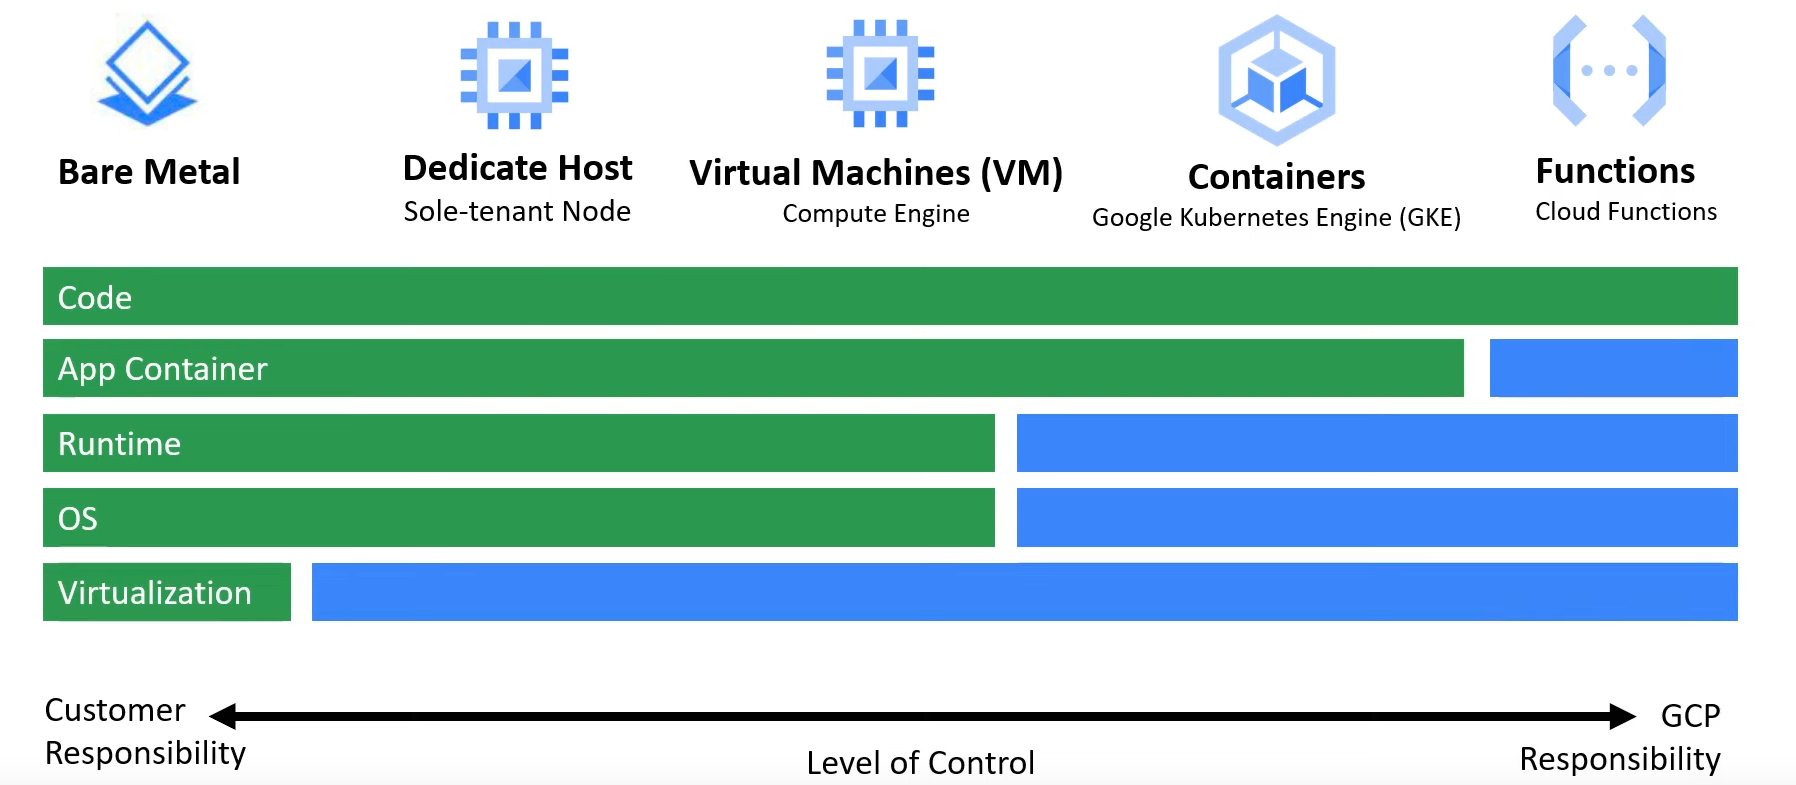 Bare Metal
Dedicate Host
Sole-tenant Node
Virtual Machines (VM)
Compute Engine
Containers
Google Kubernetes Engine (GKE)
Functions
Cloud Functions
Code
App Container
Runtime
OS
Virtualization
Customer
Responsibility
Level of Control
GCP
Responsibility